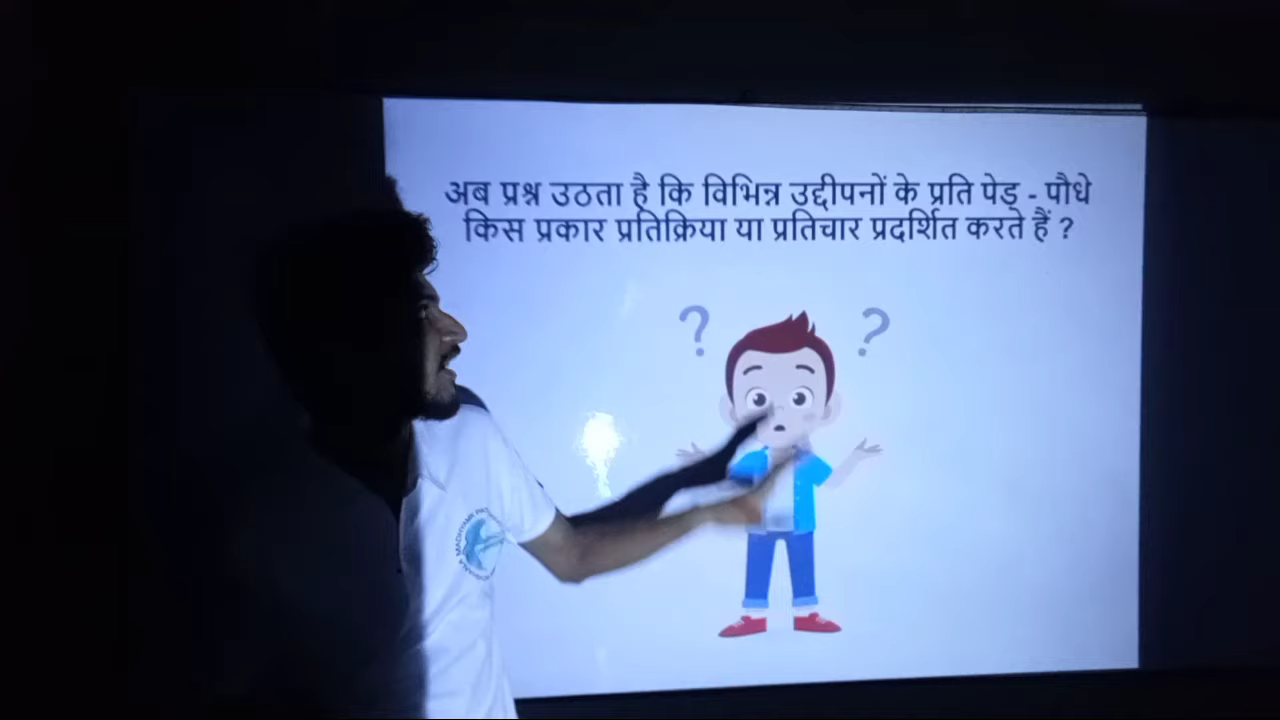 अब प्रश्न उठता है कि विभिन्न उद्दीपनों के प्रति पेड़ - पौधे
किस प्रकार प्रतिक्रिया या प्रतिचार प्रदर्शित करते हैं ?
? ?